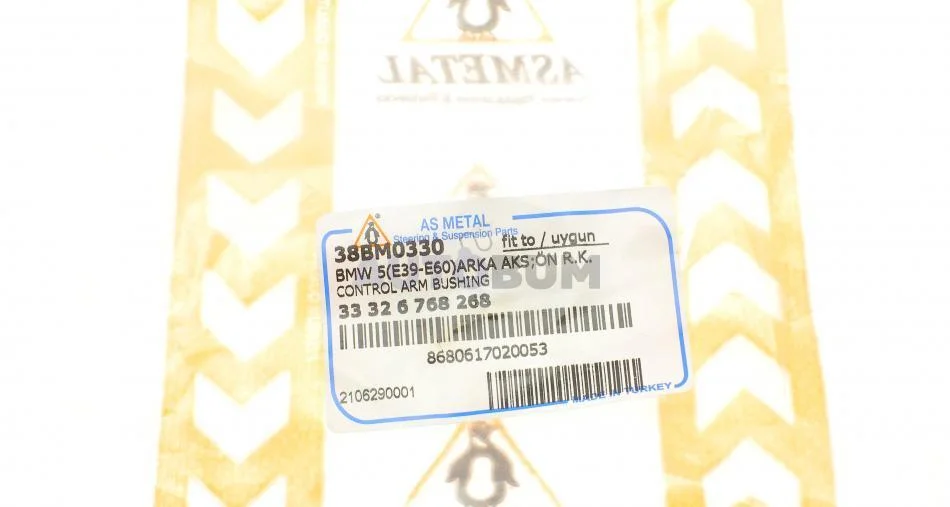 ASMETAL
AS METAL
Steering & Suspension Parts
38BM0330 fit to / uygun
BMW 5(E39-E60)ARKA AKS;ÖN R.K.
CONTROL ARM BUSHING
33 32 6 768 268
8680617020053
2106290001
MADE IN TURKEY
BUM